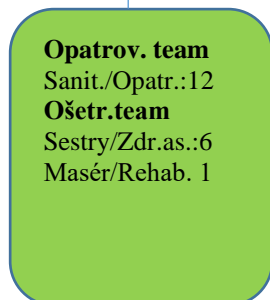 Opatrov. team
Sanit./Opatr.:12
Ošetr.team
Sestry/Zdr.as.:6
Masér/Rehab. 1